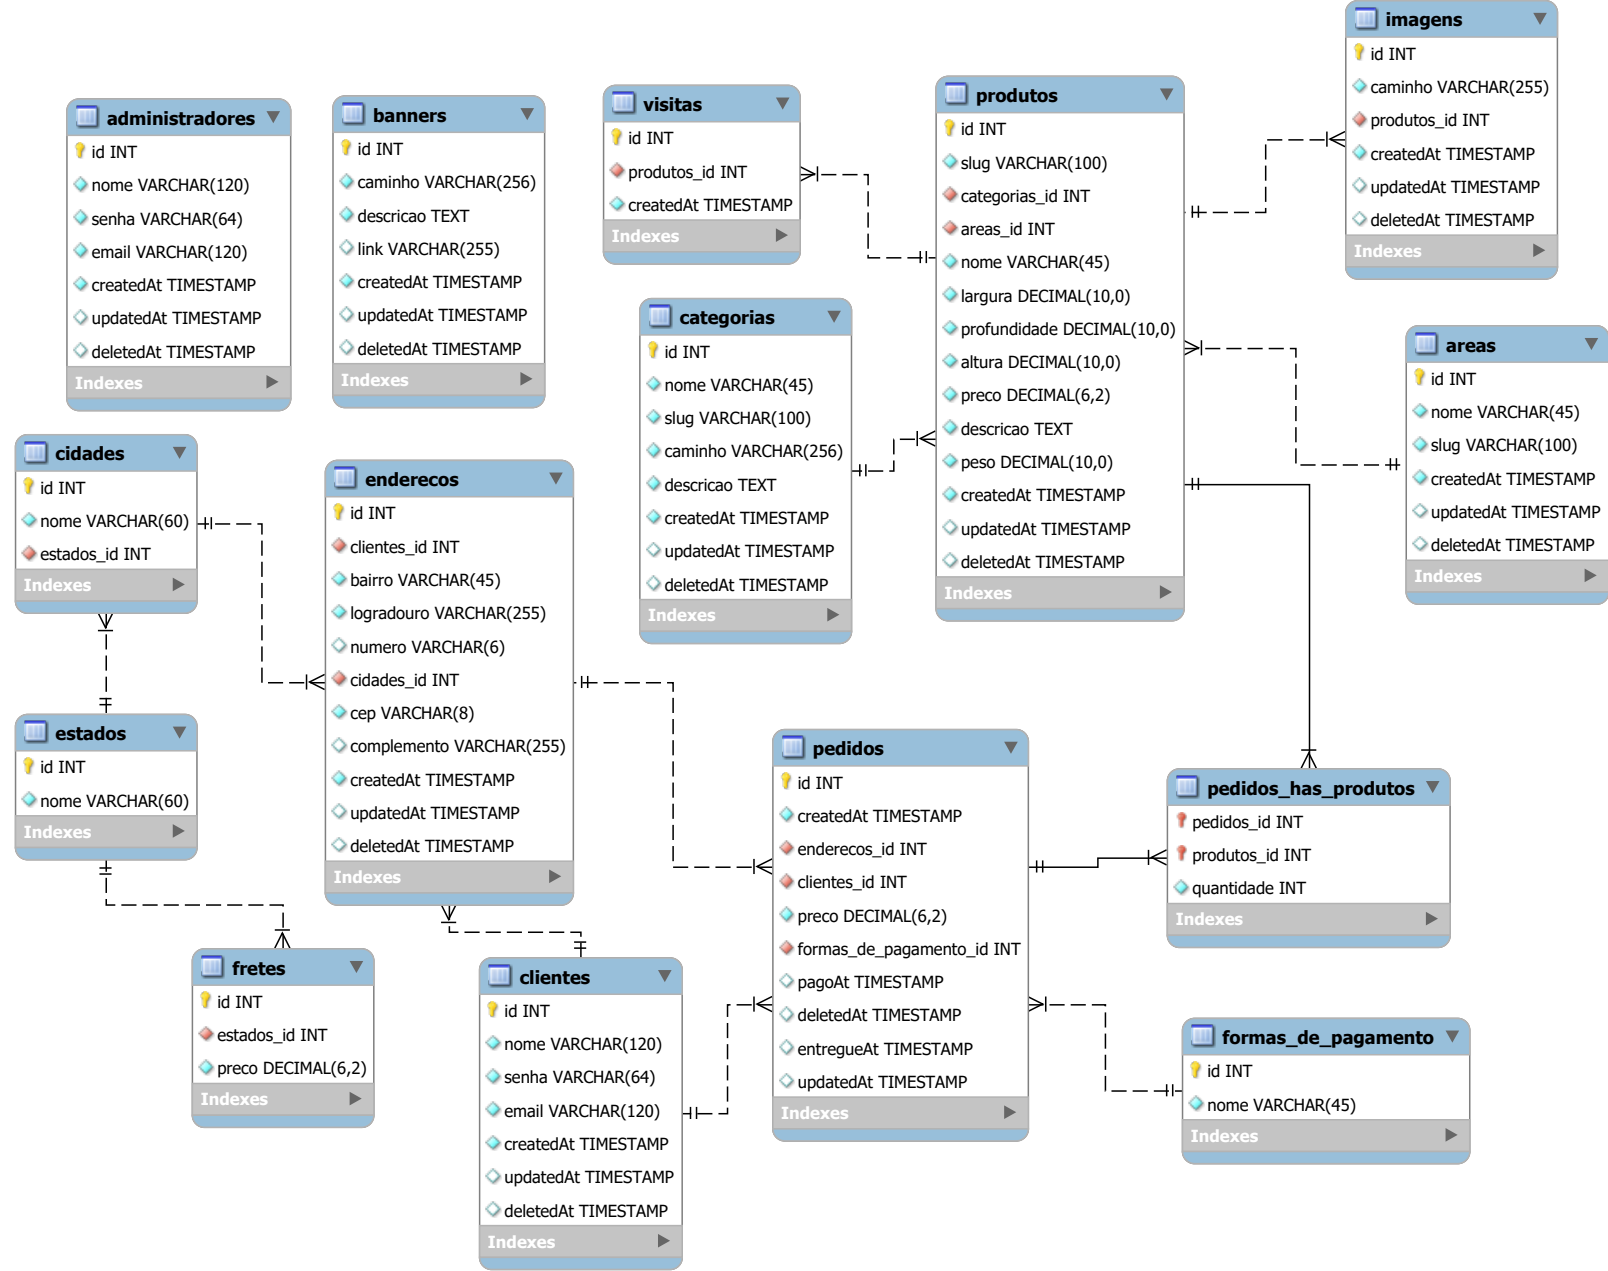 administradores
id INT
nome VARCHAR(120)
senha VARCHAR(64)
email VARCHAR(120)
createdAt TIMESTAMP
updatedAt TIMESTAMP
deletedAt TIMESTAMP
Indexes
banners
id INT
caminho VARCHAR(256)
descricao TEXT
link VARCHAR(255)
createdAt TIMESTAMP
updatedAt TIMESTAMP
deletedAt TIMESTAMP
Indexes
visitas
id INT
produtos_id INT
createdAt TIMESTAMP
Indexes
produtos
id INT
slug VARCHAR(100)
categorias_id INT
areas_id INT
nome VARCHAR(45)
largura DECIMAL(10,0)
profundidade DECIMAL(10,0)
altura DECIMAL(10,0)
preco DECIMAL(6,2)
descricao TEXT
peso DECIMAL(10,0)
createdAt TIMESTAMP
updatedAt TIMESTAMP
deletedAt TIMESTAMP
Indexes
imagens
id INT
caminho VARCHAR(255)
produtos_id INT
createdAt TIMESTAMP
updatedAt TIMESTAMP
deletedAt TIMESTAMP
Indexes
categorias
id INT
nome VARCHAR(45)
slug VARCHAR(100)
caminho VARCHAR(256)
descricao TEXT
createdAt TIMESTAMP
updatedAt TIMESTAMP
deletedAt TIMESTAMP
Indexes
areas
id INT
nome VARCHAR(45)
slug VARCHAR(100)
createdAt TIMESTAMP
updatedAt TIMESTAMP
deletedAt TIMESTAMP
Indexes
cidades
id INT
nome VARCHAR(60)
estados_id INT
Indexes
enderecos
id INT
clientes_id INT
bairro VARCHAR(45)
logradouro VARCHAR(255)
numero VARCHAR(6)
cidades_id INT
cep VARCHAR(8)
complemento VARCHAR(255)
createdAt TIMESTAMP
updatedAt TIMESTAMP
deletedAt TIMESTAMP
Indexes
estados
id INT
nome VARCHAR(60)
Indexes
pedidos
id INT
createdAt TIMESTAMP
enderecos_id INT
clientes_id INT
preco DECIMAL(6,2)
formas_de_pagamento_id INT
pagoAt TIMESTAMP
deletedAt TIMESTAMP
entregueAt TIMESTAMP
updatedAt TIMESTAMP
Indexes
pedidos_has_produtos
pedidos_id INT
produtos_id INT
quantidade INT
Indexes
fretes
id INT
estados_id INT
preco DECIMAL(6,2)
Indexes
clientes
id INT
nome VARCHAR(120)
senha VARCHAR(64)
email VARCHAR(120)
createdAt TIMESTAMP
updatedAt TIMESTAMP
deletedAt TIMESTAMP
Indexes
formas_de_pagamento
id INT
nome VARCHAR(45)
Indexes